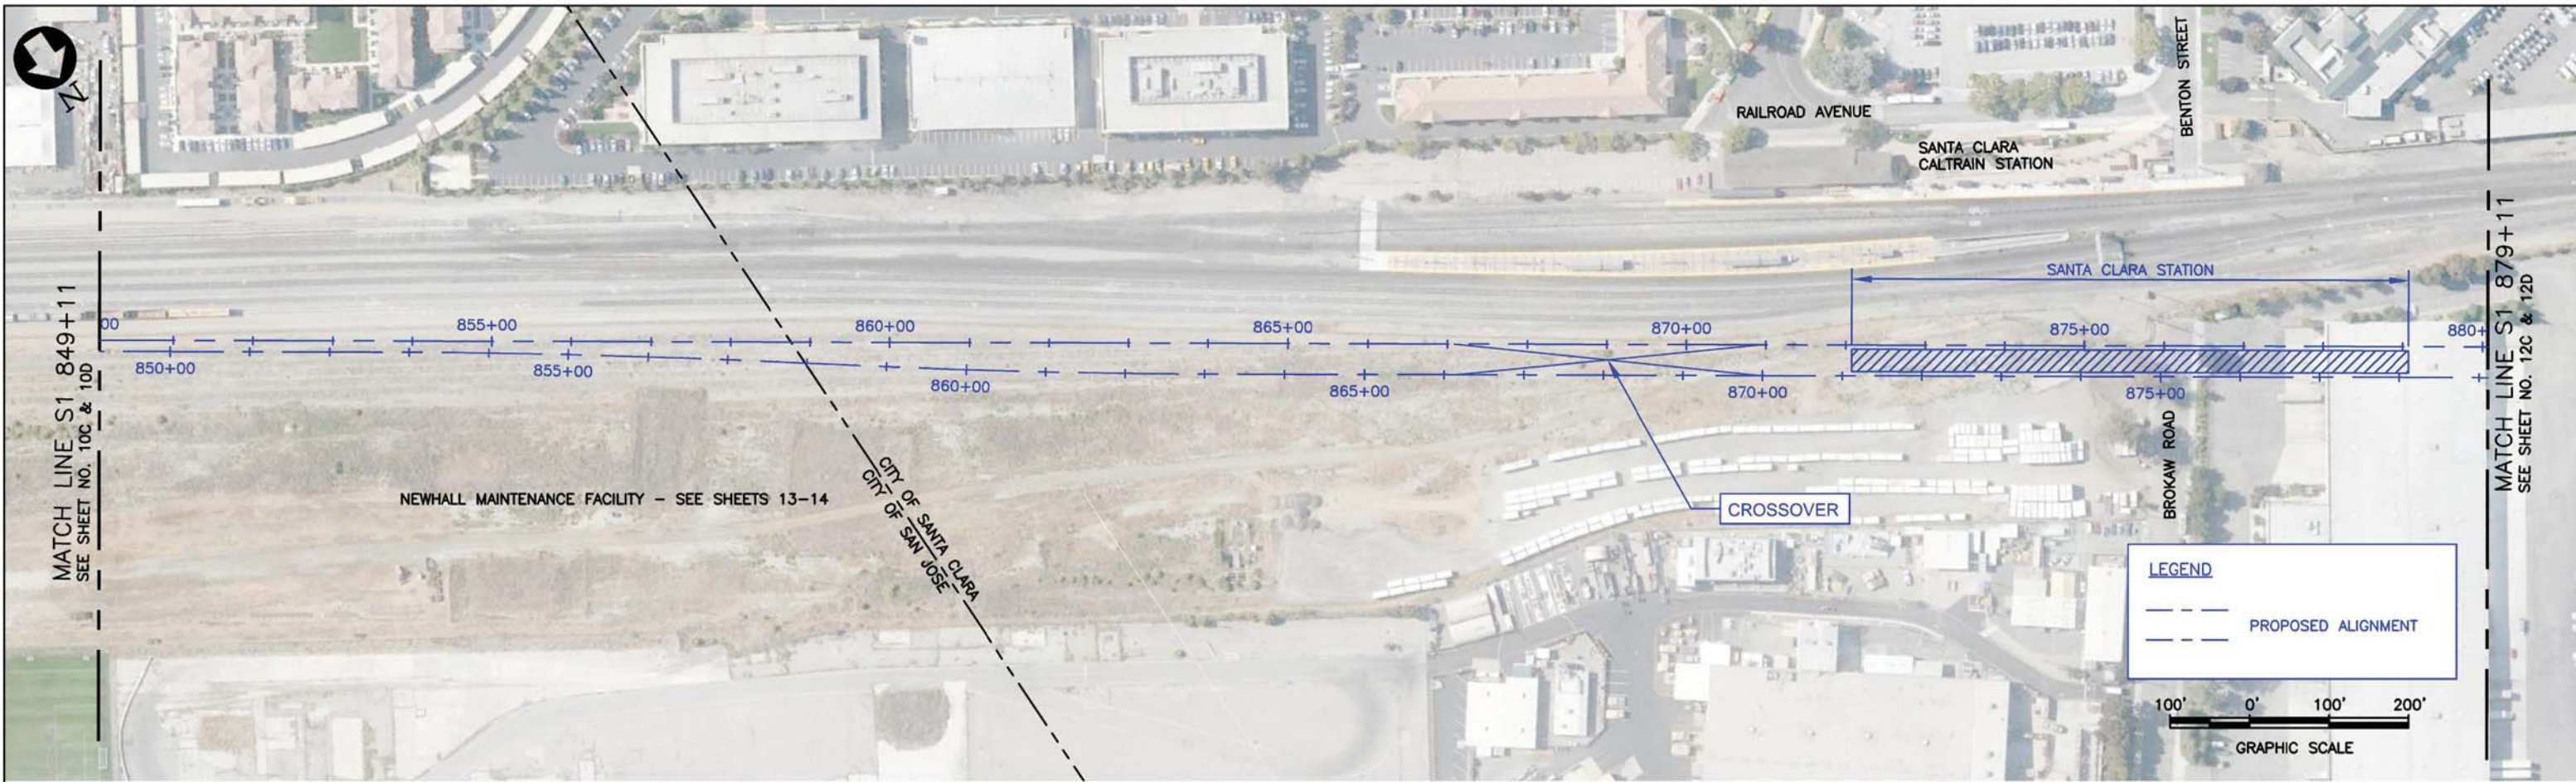 N
MATCH LINE S1 849+11
SEE SHEET NO. 10C & 10D
RAILROAD AVENUE
BENTON STREET
SANTA CLARA
CALTRAIN STATION
SANTA CLARA STATION
00
855+00
860+00
865+00
870+00
875+00
880+
850+00
855+00
860+00
865+00
870+00
875+00
NEWHALL MAINTENANCE FACILITY - SEE SHEETS 13-14
CITY OF SANTA CLARA
CITY OF SAN JOSE
CROSSOVER
BROKAW ROAD
MATCH LINE S1 879+11
SEE SHEET NO. 12C & 12D
LEGEND
PROPOSED ALIGNMENT
100' 0' 100' 200'
GRAPHIC SCALE